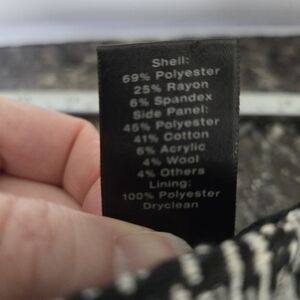 Shell:
69% Polyester
25% Rayon
6% Spandex
Side Panel:
45% Polyester
41% Cotton
6% Acrylic
4% Wool
4% Others
Lining:
100% Polyester
Dryclean